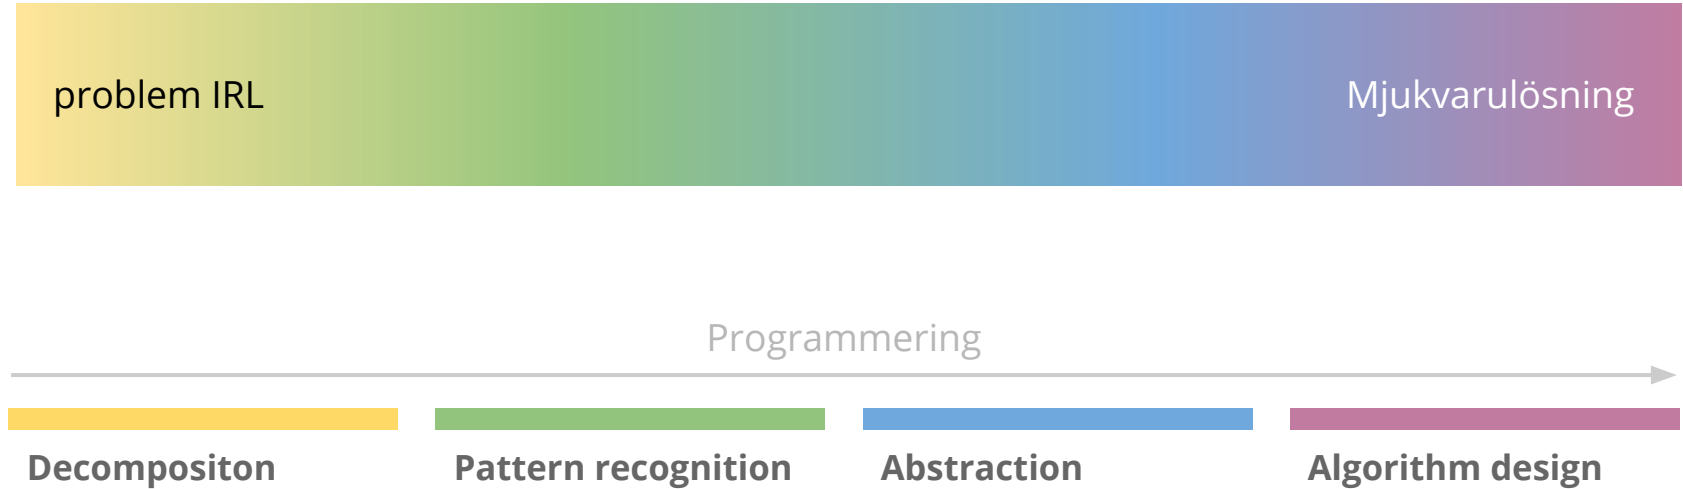 problem IRL
Mjukvarulösning
Programmering
Decompositon
Pattern recognition
Abstraction
Algorithm design